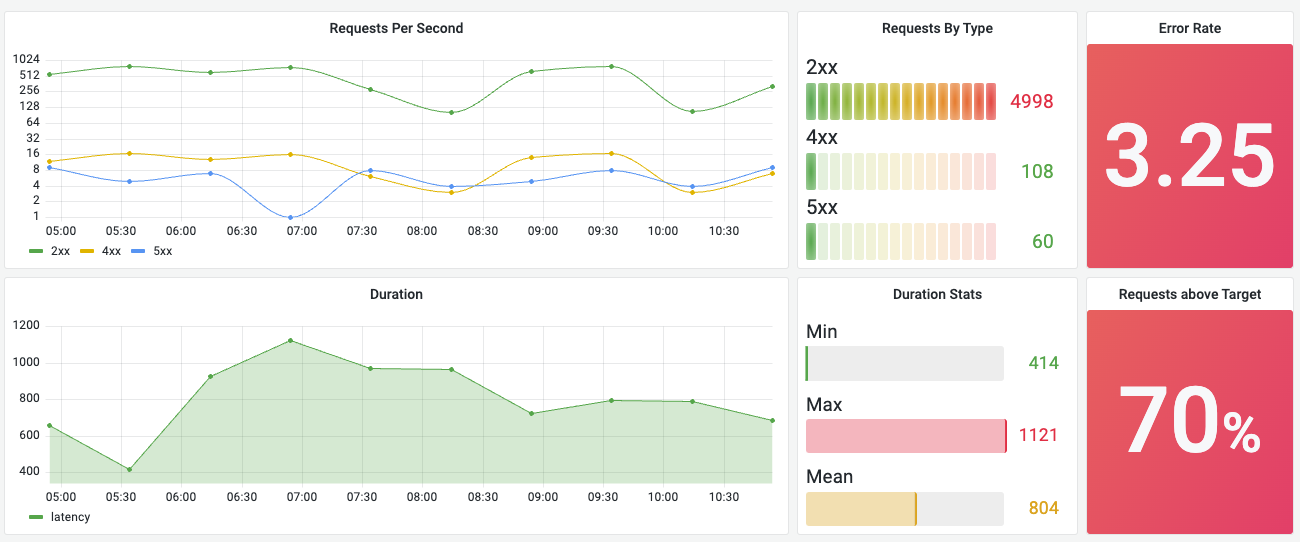 Requests Per Second
1024
512
256
128
64
32
16
8
4
2
1
05:00 05:30 06:00 06:30 07:00 07:30 08:00 08:30 09:00 09:30 10:00 10:30
2xx 4xx 5xx
Requests By Type
2xx
4998
4xx
108
5xx
60
Error Rate
3.25
Duration
1200
1000
800
600
400
05:00 05:30 06:00 06:30 07:00 07:30 08:00 08:30 09:00 09:30 10:00 10:30
latency
Duration Stats
Min
414
Max
1121
Mean
804
Requests above Target
70%